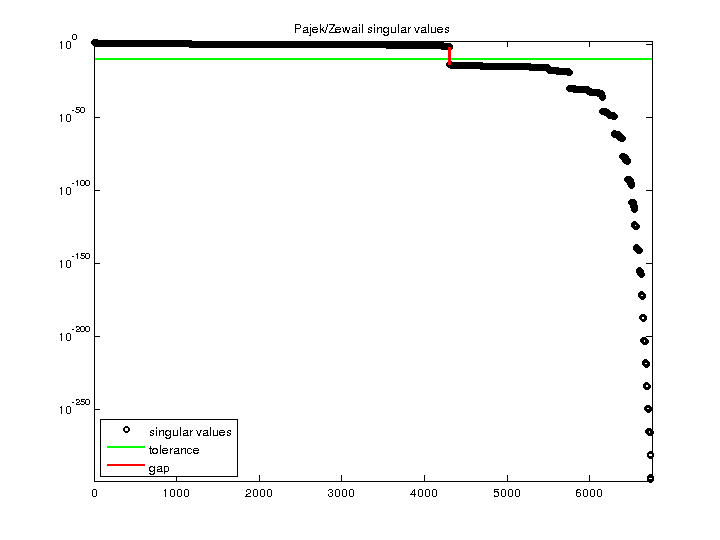 Pajek/Zewail singular values
10^0
10^-50
10^-100
10^-150
10^-200
10^-250
singular values
tolerance
gap
0 1000 2000 3000 4000 5000 6000